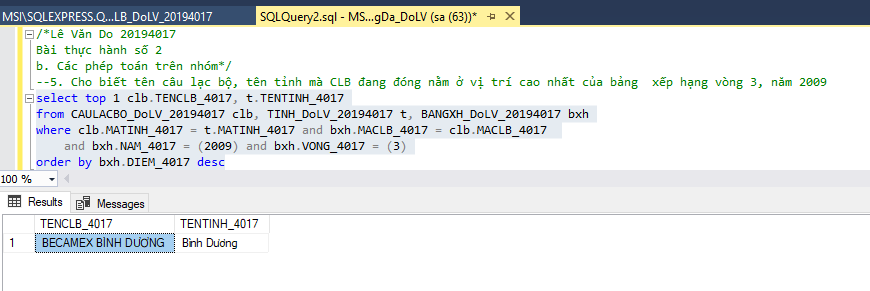 MSI\SQLEXPRESS.Q...LB_DoLV_20194017
SQLQuery2.sql - MS...gDa_DoLV (sa (63))*
/*Lê Văn Do 20194017
Bài thực hành số 2
b. Các phép toán trên nhóm*/
--5. Cho biết tên câu lạc bộ, tên tỉnh mà CLB đang đóng nằm ở vị trí cao nhất của bảng  xếp hạng vòng 3, năm 2009
select top 1 clb.TENCLB_4017, t.TENTINH_4017
from CAULACBO_DoLV_20194017 clb, TINH_DoLV_20194017 t, BANGXH_DoLV_20194017 bxh
where clb.MATINH_4017 = t.MATINH_4017 and bxh.MACLB_4017 = clb.MACLB_4017
and bxh.NAM_4017 = (2009) and bxh.VONG_4017 = (3)
order by bxh.DIEM_4017 desc
100 %
Results Messages
TENCLB_4017 TENTINH_4017
1 BECAMEX BÌNH DƯƠNG Bình Dương